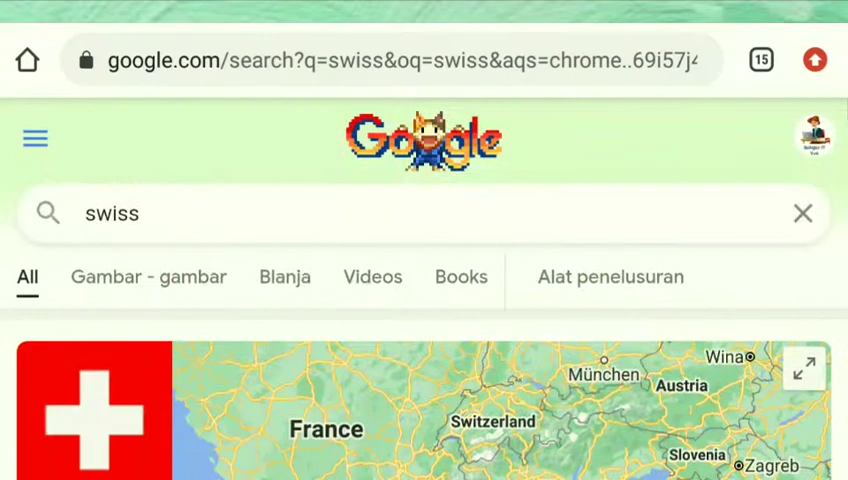 google.com/search?q=swiss&oq=swiss&aqs=chrome..69i57j4
15
Google
swiss
All Gambar - gambar Blanja Videos Books Alat penelusuran
Wina
München
Austria
Switzerland
France
Slovenia
Zagreb